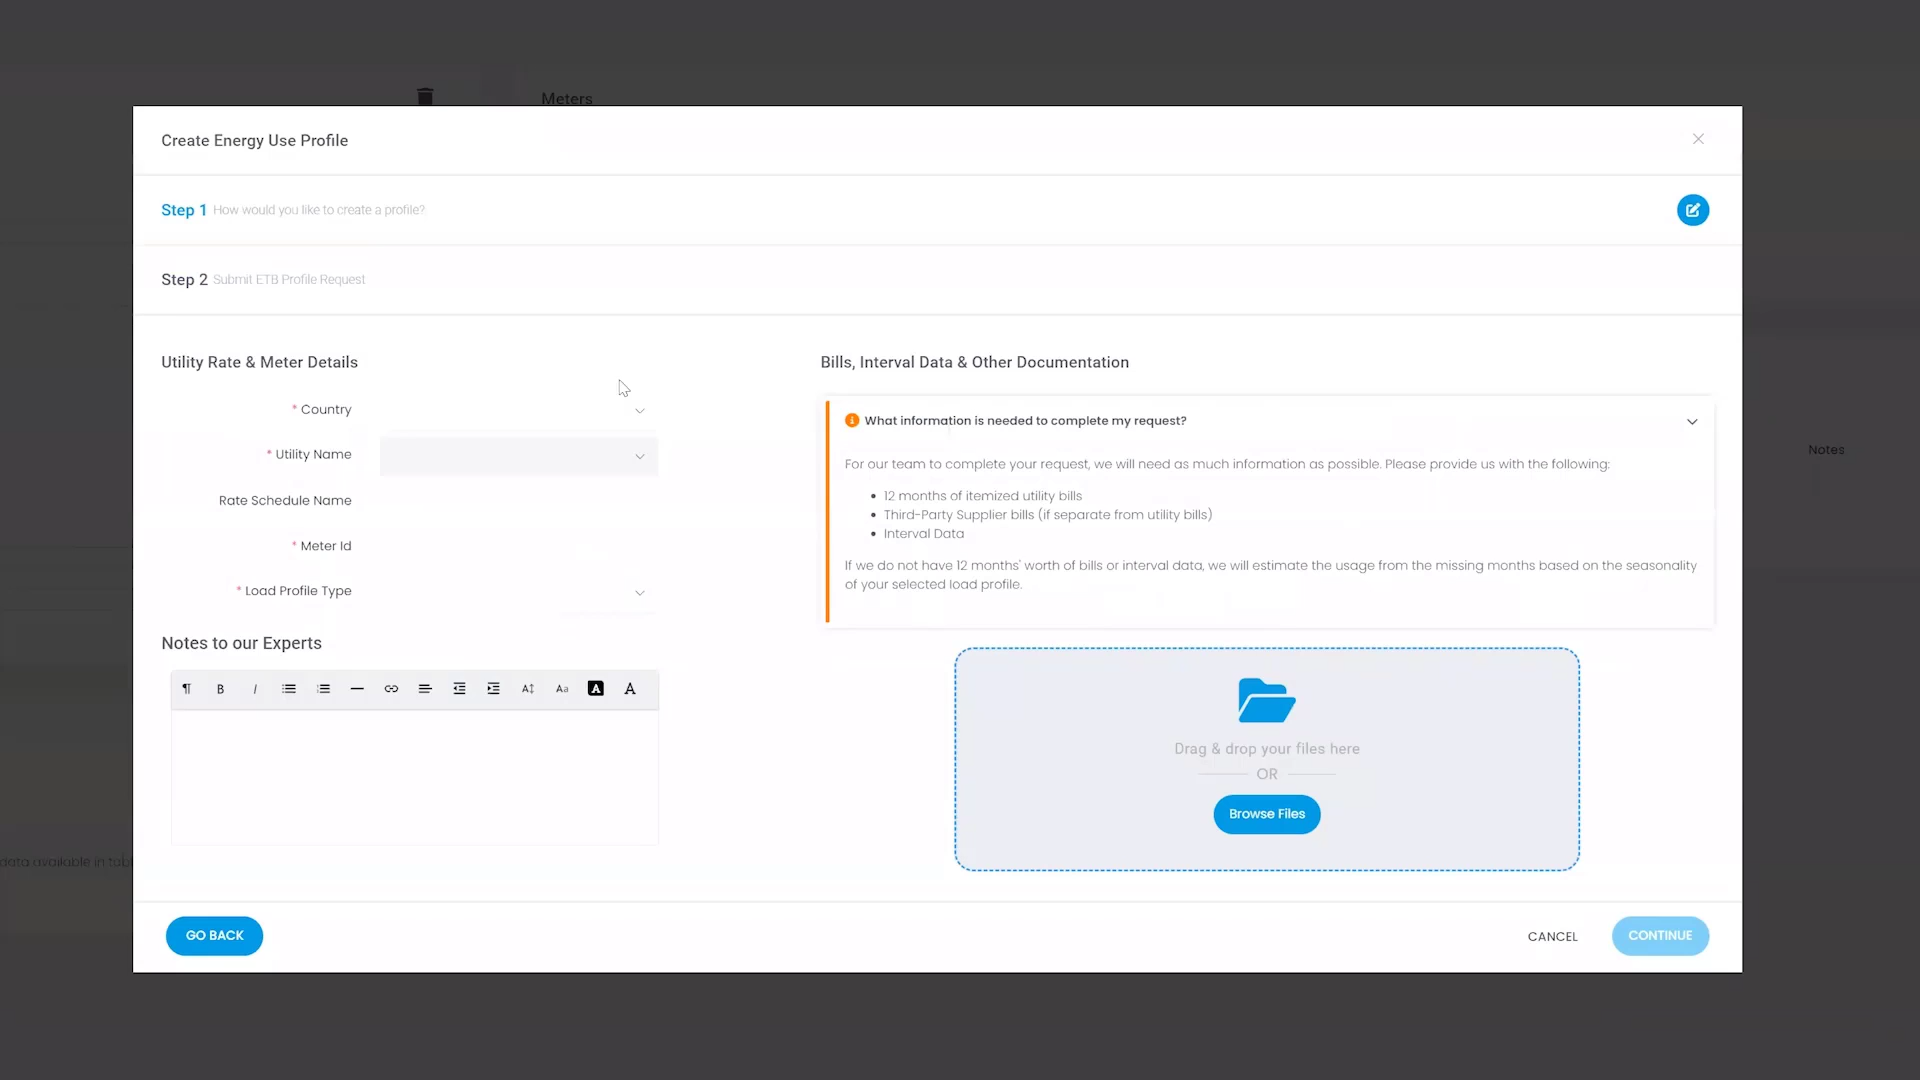 Meters
Create Energy Use Profile
Step 1 How would you like to create a profile?
Step 2 Submit ETB Profile Request
Utility Rate & Meter Details
* Country
* Utility Name
Rate Schedule Name
* Meter Id
* Load Profile Type
Notes to our Experts
Bills, Interval Data & Other Documentation
What information is needed to complete my request?
For our team to complete your request, we will need as much information as possible. Please provide us with the following:
• 12 months of itemized utility bills
• Third-Party Supplier bills (if separate from utility bills)
• Interval Data
If we do not have 12 months' worth of bills or interval data, we will estimate the usage from the missing months based on the seasonality
of your selected load profile.
Drag & drop your files here
OR
Browse Files
Notes
data available in
GO BACK
CANCEL
CONTINUE